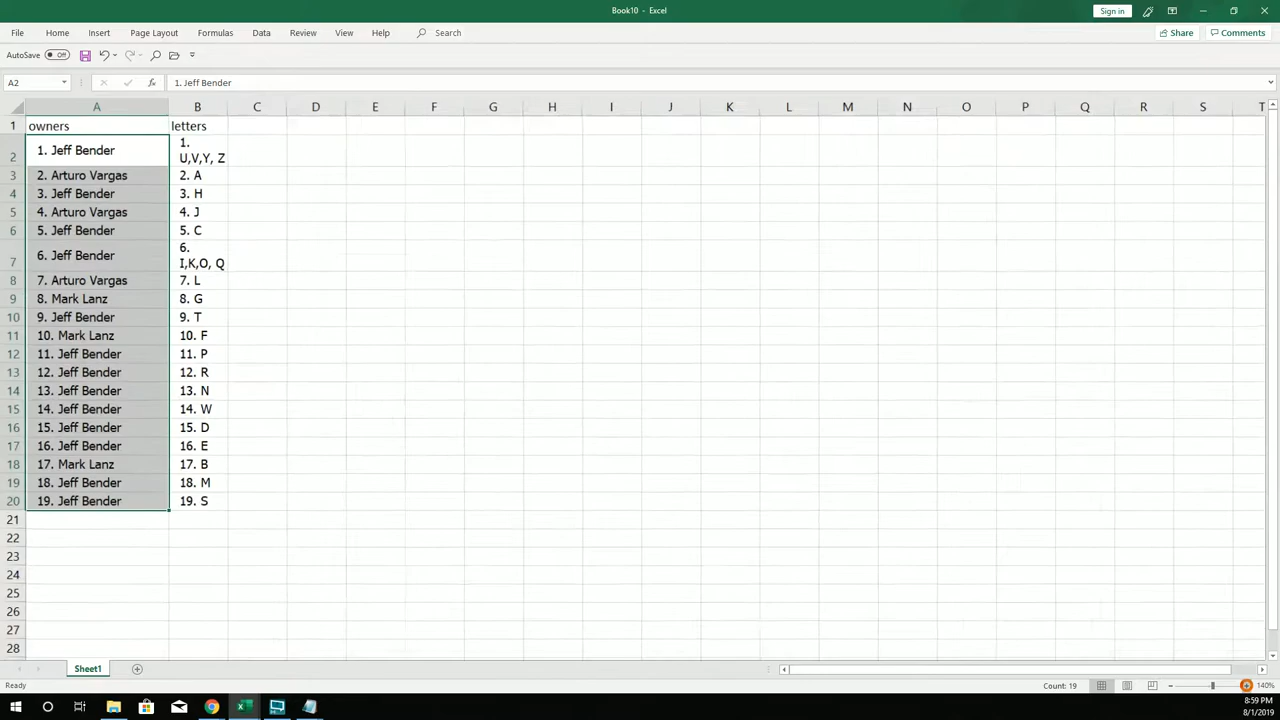 Book10 - Excel
Sign in
File Home Insert Page Layout Formulas Data Review View Help Search Share Comments
AutoSave Off
A2 fx 1. Jeff Bender
A B C D E F G H I J K L M N O P Q R S T
1 owners letters
2 1. Jeff Bender 1.
U,V,Y, Z
3 2. Arturo Vargas 2. A
4 3. Jeff Bender 3. H
5 4. Arturo Vargas 4. J
6 5. Jeff Bender 5. C
7 6. Jeff Bender 6.
I,K,O, Q
8 7. Arturo Vargas 7. L
9 8. Mark Lanz 8. G
10 9. Jeff Bender 9. T
11 10. Mark Lanz 10. F
12 11. Jeff Bender 11. P
13 12. Jeff Bender 12. R
14 13. Jeff Bender 13. N
15 14. Jeff Bender 14. W
16 15. Jeff Bender 15. D
17 16. Jeff Bender 16. E
18 17. Mark Lanz 17. B
19 18. Jeff Bender 18. M
20 19. Jeff Bender 19. S
21
22
23
24
25
26
27
28
Sheet1
Ready Count: 19 140%
8:59 PM
8/1/2019